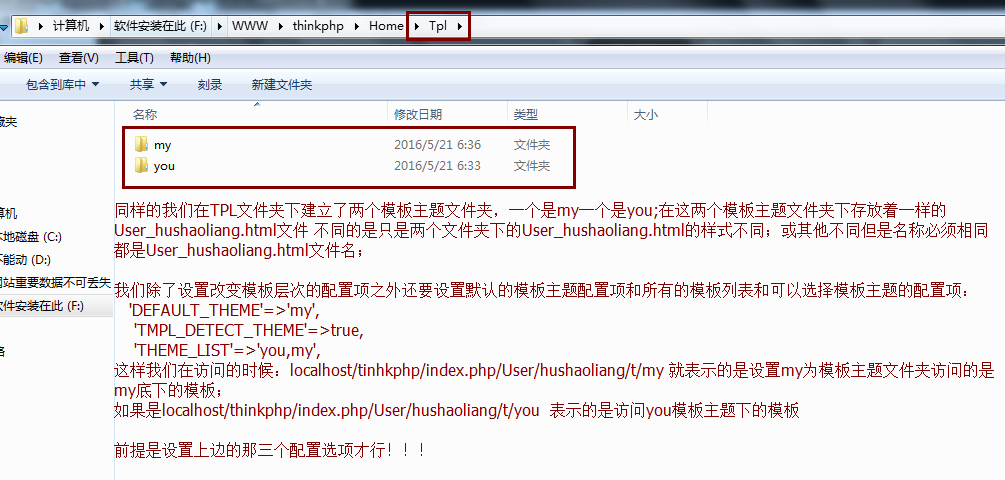 计算机 软件安装在此 (F:) WWW thinkphp Home Tpl
编辑(E) 查看(V) 工具(T) 帮助(H)
包含到库中 共享 刻录 新建文件夹
名称 修改日期 类型 大小
藏夹
my 2016/5/21 6:36 文件夹
you 2016/5/21 6:33 文件夹
同样的我们在TPL文件夹下建立了两个模板主题文件夹，一个是my一个是you;在这两个模板主题文件夹下存放着一样的
算机
User_hushaoliang.html文件 不同的是只是两个文件夹下的User_hushaoliang.html的样式不同；或其他不同但是名称必须相同
本地磁盘 (C:)
都是User_hushaoliang.html文件名；
不能动 (D:)
网站重要数据不可丢失
我们除了设置改变模板层次的配置项之外还要设置默认的模板主题配置项和所有的模板列表和可以选择模板主题的配置项：
软件安装在此 (F:)
'DEFAULT_THEME'=>'my',
'TMPL_DETECT_THEME'=>true,
'THEME_LIST'=>'you,my',
络
这样我们在访问的时候：localhost/tinhkphp/index.php/User/hushaoliang/t/my 就表示的是设置my为模板主题文件夹访问的是
my底下的模板；
如果是localhost/thinkphp/index.php/User/hushaoliang/t/you 表示的是访问you模板主题下的模板
前提是设置上边的那三个配置选项才行！！！